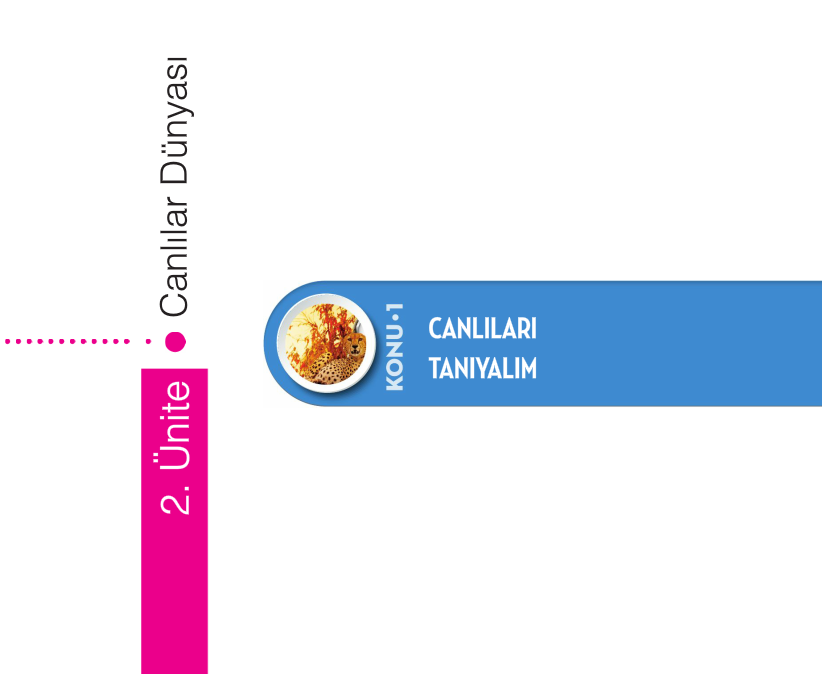 2. Ünite
Canlılar Dünyası
KONU•1
CANLILARI
TANIYALIM